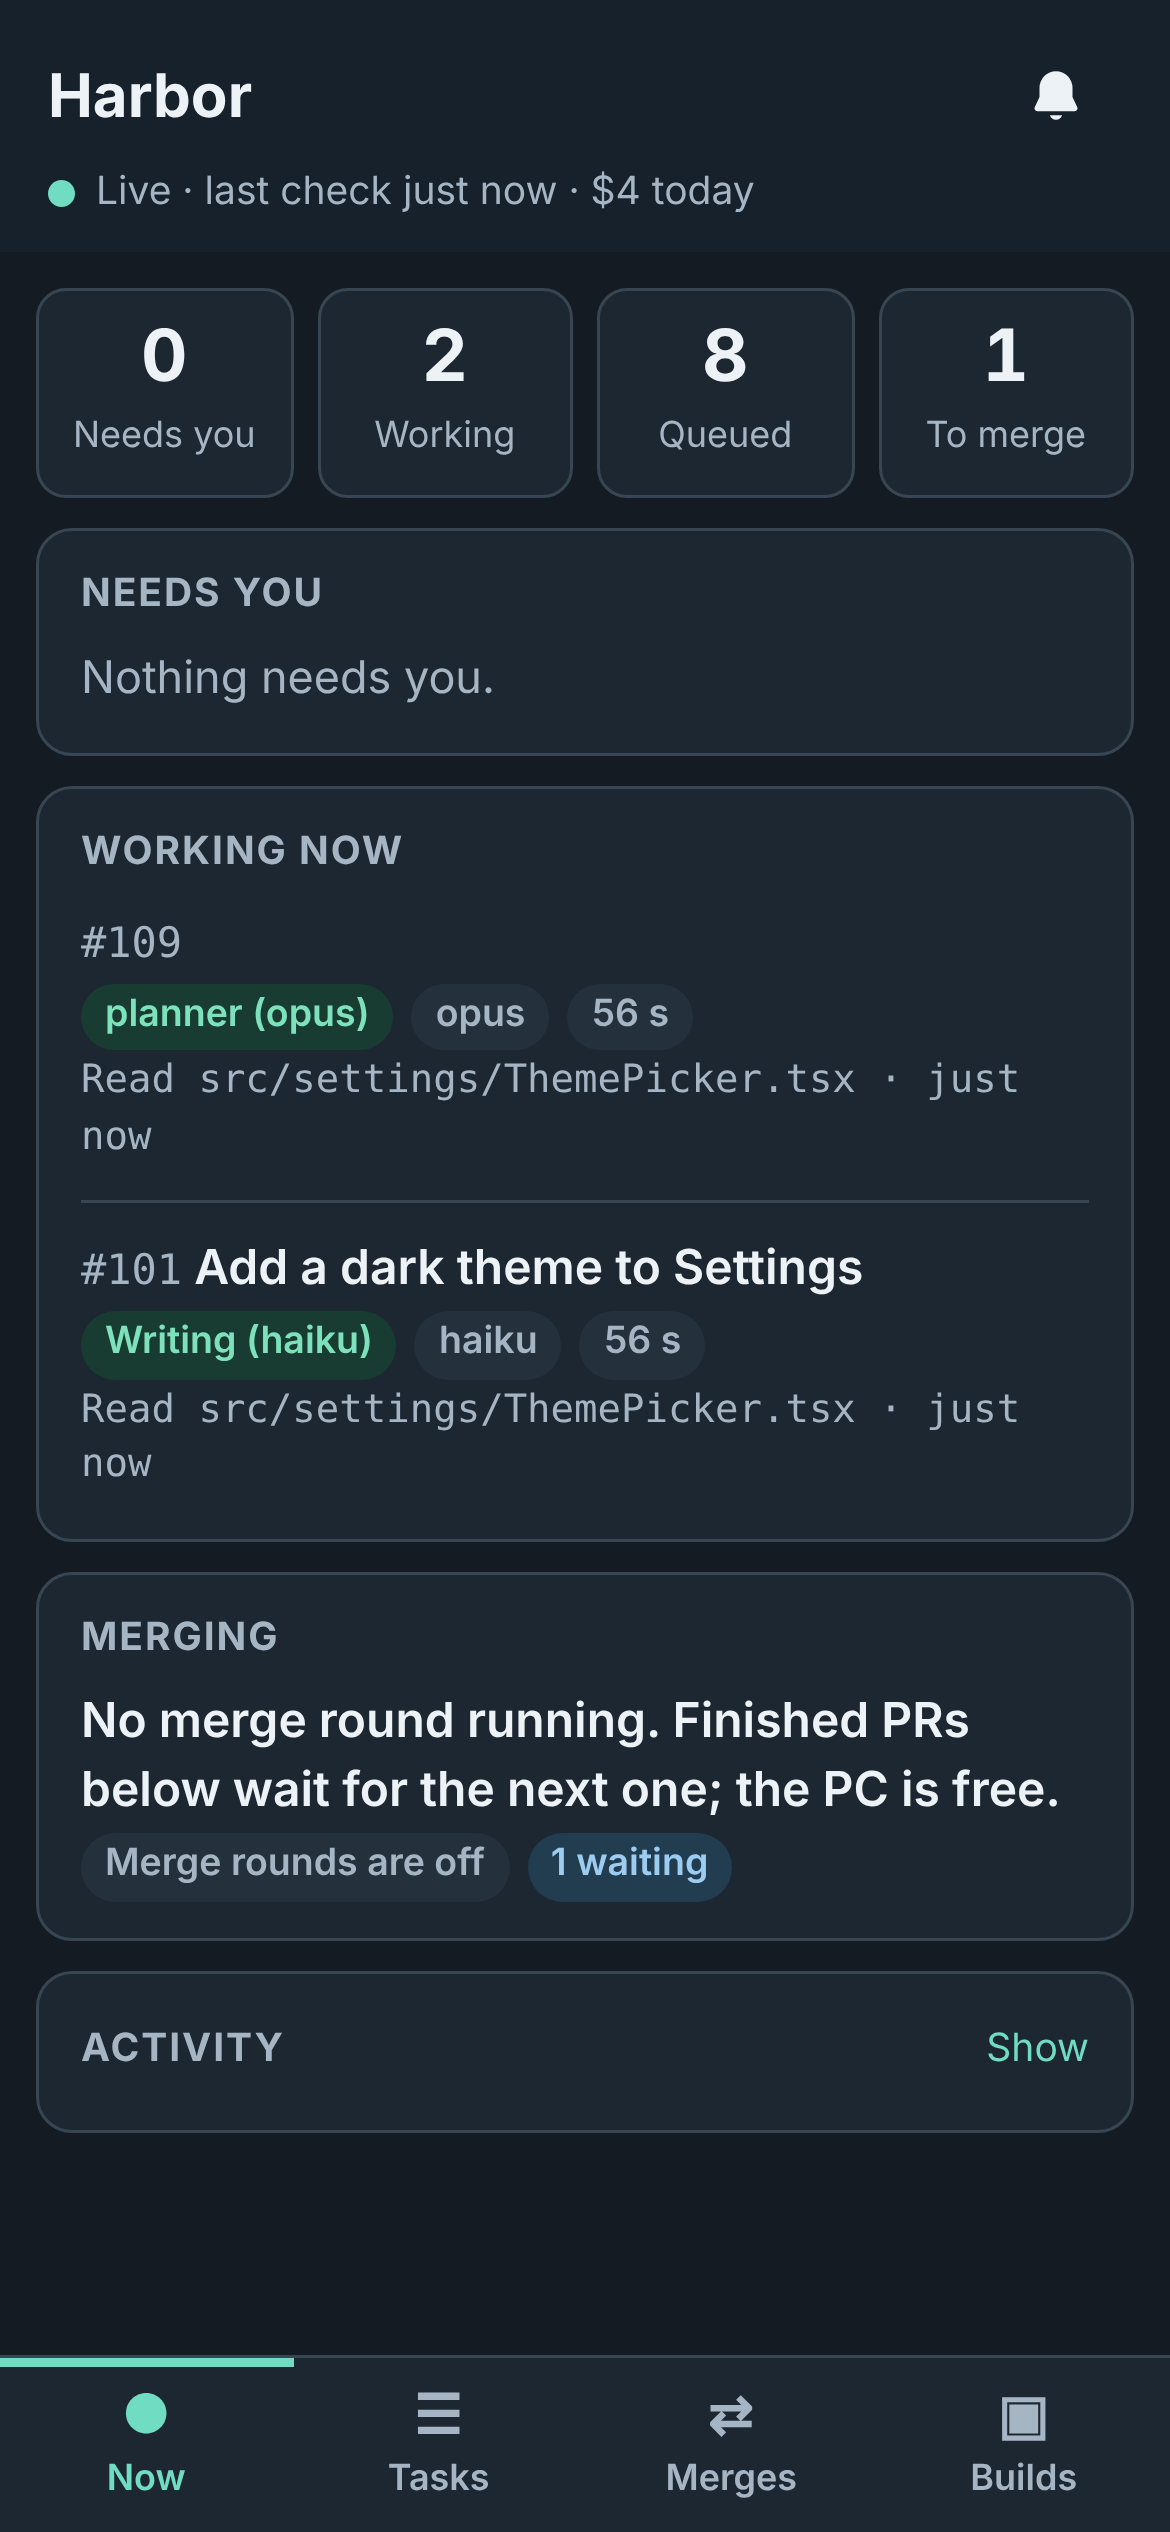 Harbor
Live · last check just now · $4 today
0
Needs you
2
Working
8
Queued
1
To merge
NEEDS YOU
Nothing needs you.
WORKING NOW
#109
planner (opus) opus 56 s
Read src/settings/ThemePicker.tsx · just
now
#101 Add a dark theme to Settings
Writing (haiku) haiku 56 s
Read src/settings/ThemePicker.tsx · just
now
MERGING
No merge round running. Finished PRs
below wait for the next one; the PC is free.
Merge rounds are off 1 waiting
ACTIVITY Show
Now Tasks Merges Builds